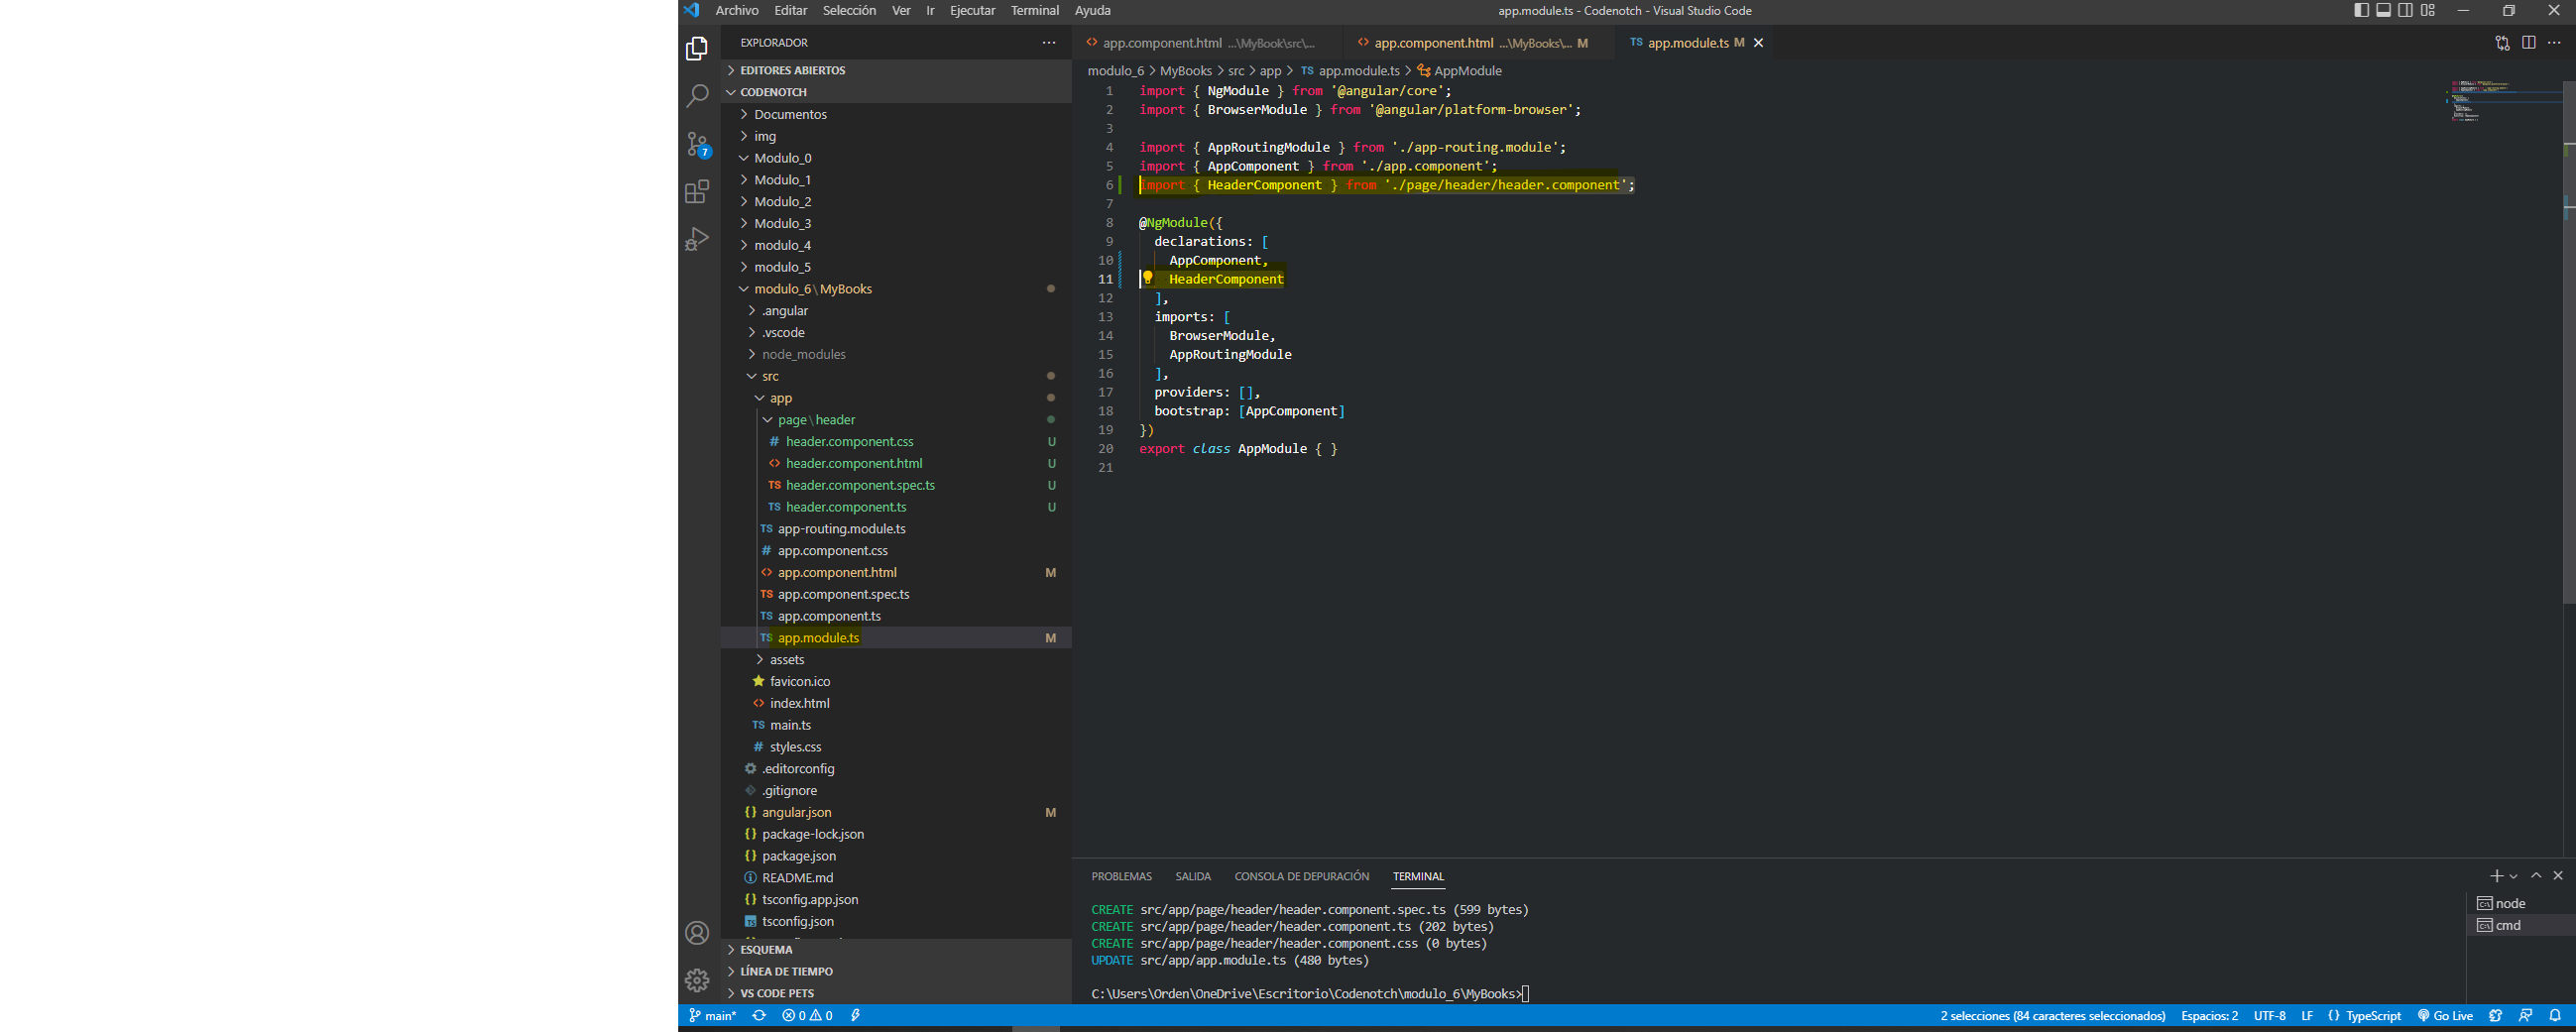 Archivo Editar Selección Ver Ir Ejecutar Terminal Ayuda
app.module.ts - Codenotch - Visual Studio Code
EXPLORADOR
EDITORES ABIERTOS
CODENOTCH
Documentos
img
Modulo_0
Modulo_1
Modulo_2
Modulo_3
modulo_4
modulo_5
modulo_6\MyBooks
.angular
.vscode
node_modules
src
app
page\header
# header.component.css U
<> header.component.html U
TS header.component.spec.ts U
TS header.component.ts U
TS app-routing.module.ts
# app.component.css
<> app.component.html M
TS app.component.spec.ts
TS app.component.ts
TS app.module.ts M
assets
favicon.ico
<> index.html
TS main.ts
# styles.css
.editorconfig
.gitignore
{} angular.json M
{} package-lock.json
{} package.json
README.md
{} tsconfig.app.json
TS tsconfig.json
ESQUEMA
LÍNEA DE TIEMPO
VS CODE PETS
7
<> app.component.html ...\MyBook\src\...
<> app.component.html ...\MyBooks\... M
TS app.module.ts M
modulo_6 > MyBooks > src > app > TS app.module.ts > AppModule
1 import { NgModule } from '@angular/core';
2 import { BrowserModule } from '@angular/platform-browser';
3
4 import { AppRoutingModule } from './app-routing.module';
5 import { AppComponent } from './app.component';
6 import { HeaderComponent } from './page/header/header.component';
7
8 @NgModule({
9 declarations: [
10 AppComponent,
11 HeaderComponent
12 ],
13 imports: [
14 BrowserModule,
15 AppRoutingModule
16 ],
17 providers: [],
18 bootstrap: [AppComponent]
19 })
20 export class AppModule { }
21
PROBLEMAS SALIDA CONSOLA DE DEPURACIÓN TERMINAL
CREATE src/app/page/header/header.component.spec.ts (599 bytes)
CREATE src/app/page/header/header.component.ts (202 bytes)
CREATE src/app/page/header/header.component.css (0 bytes)
UPDATE src/app/app.module.ts (480 bytes)
C:\Users\Orden\OneDrive\Escritorio\Codenotch\modulo_6\MyBooks>
node
cmd
main* 0 0
2 selecciones (84 caracteres seleccionados) Espacios: 2 UTF-8 LF {} TypeScript Go Live